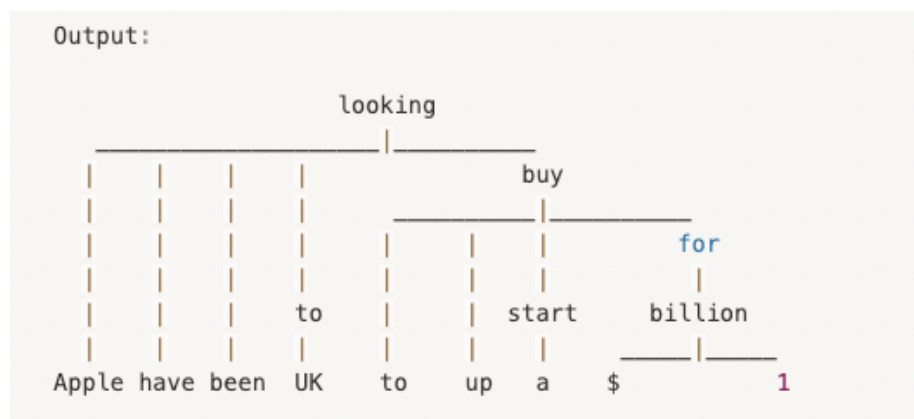 Output:
looking
buy
for
to start billion
Apple have been UK to up a $ 1